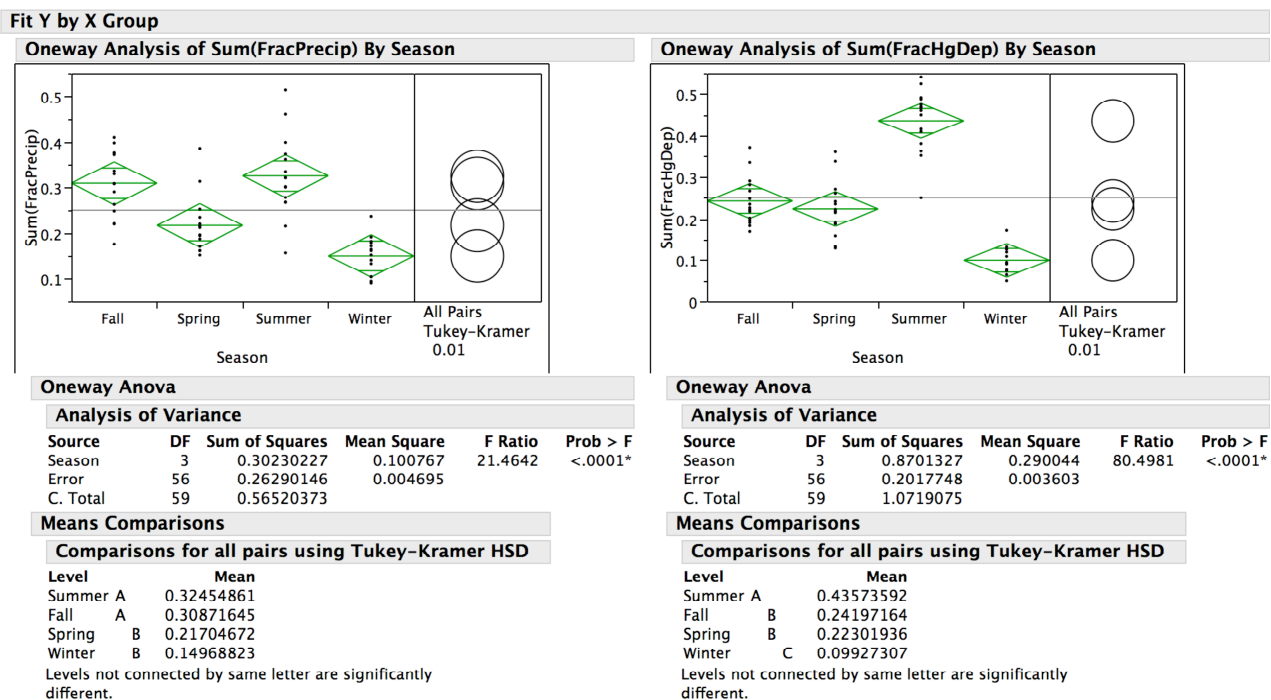 Fit Y by X Group
Oneway Analysis of Sum(FracPrecip) By Season
Sum(FracPrecip)
0.5
0.4
0.3
0.2
0.1
Fall Spring Summer Winter
All Pairs
Tukey-Kramer
0.01
Season
Oneway Anova
Analysis of Variance
Source DF Sum of Squares Mean Square F Ratio Prob > F
Season 3 0.30230227 0.100767 21.4642 <.0001*
Error 56 0.26290146 0.004695
C. Total 59 0.56520373
Means Comparisons
Comparisons for all pairs using Tukey-Kramer HSD
Level Mean
Summer A 0.32454861
Fall A 0.30871645
Spring B 0.21704672
Winter B 0.14968823
Levels not connected by same letter are significantly
different.
Oneway Analysis of Sum(FracHgDep) By Season
Sum(FracHgDep)
0.5
0.4
0.3
0.2
0.1
0
Fall Spring Summer Winter
All Pairs
Tukey-Kramer
0.01
Season
Oneway Anova
Analysis of Variance
Source DF Sum of Squares Mean Square F Ratio Prob > F
Season 3 0.8701327 0.290044 80.4981 <.0001*
Error 56 0.2017748 0.003603
C. Total 59 1.0719075
Means Comparisons
Comparisons for all pairs using Tukey-Kramer HSD
Level Mean
Summer A 0.43573592
Fall B 0.24197164
Spring B 0.22301936
Winter C 0.09927307
Levels not connected by same letter are significantly
different.